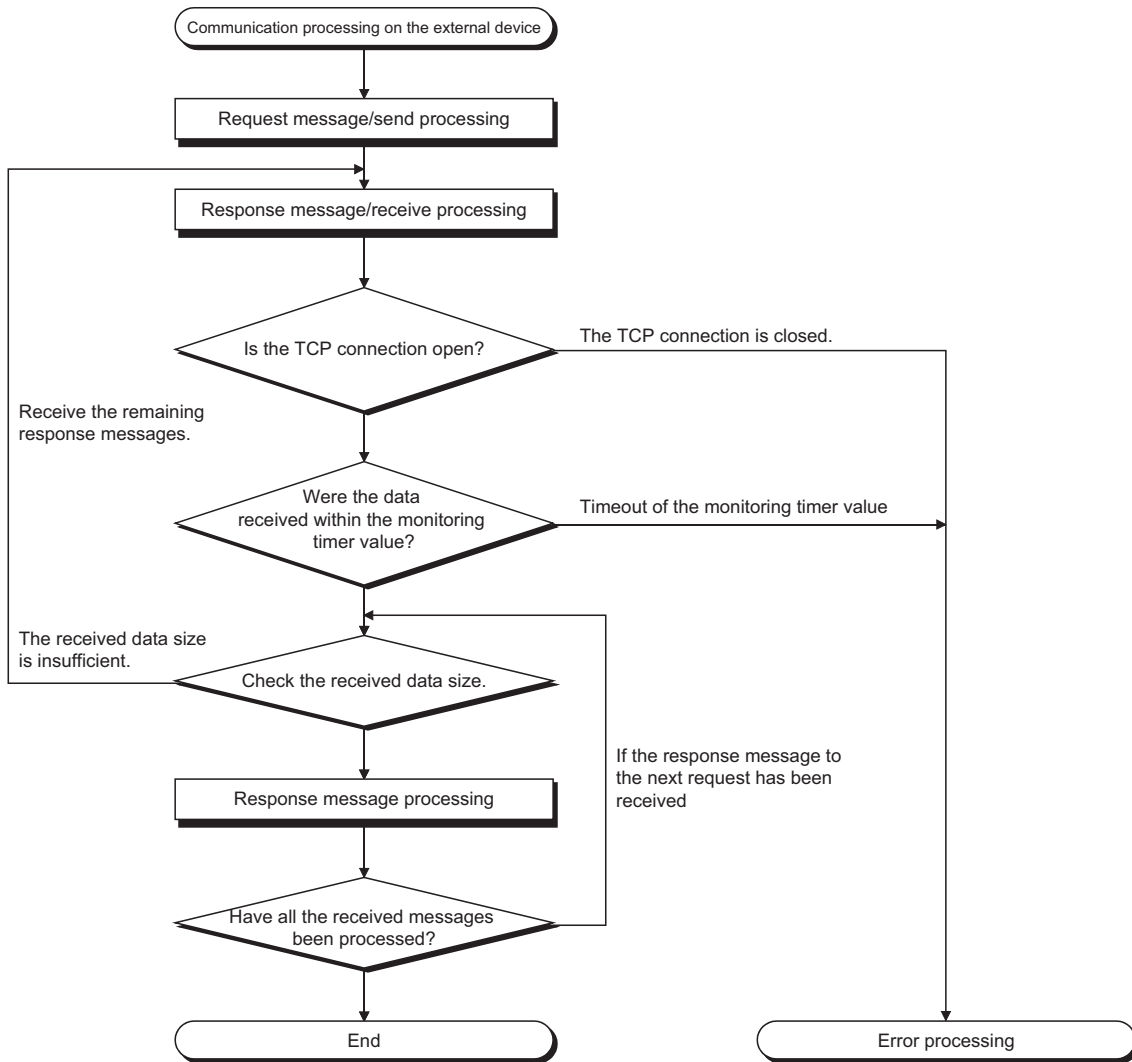 Communication processing on the external device
Request message/send processing
Response message/receive processing
Is the TCP connection open?
The TCP connection is closed.
Receive the remaining
response messages.
Were the data
received within the monitoring
timer value?
Timeout of the monitoring timer value
The received data size
is insufficient.
Check the received data size.
If the response message to
the next request has been
received
Response message processing
Have all the received messages
been processed?
End
Error processing